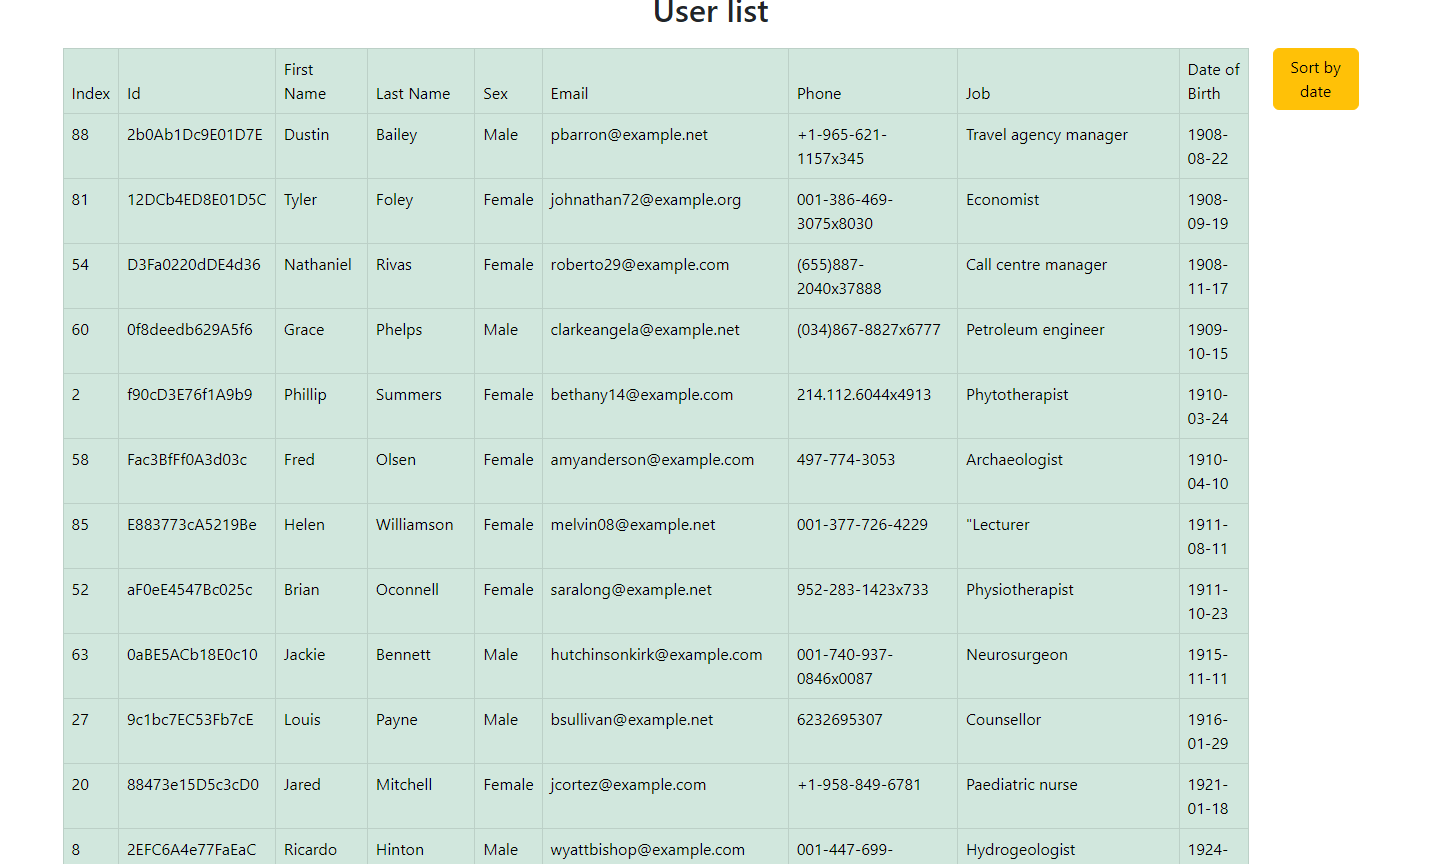 User list
Index Id First Name Last Name Sex Email Phone Job Date of Birth
Sort by date
88 2b0Ab1Dc9E01D7E Dustin Bailey Male pbarron@example.net +1-965-621-1157x345 Travel agency manager 1908-08-22
81 12DCb4ED8E01D5C Tyler Foley Female johnathan72@example.org 001-386-469-3075x8030 Economist 1908-09-19
54 D3Fa0220dDE4d36 Nathaniel Rivas Female roberto29@example.com (655)887-2040x37888 Call centre manager 1908-11-17
60 0f8deedb629A5f6 Grace Phelps Male clarkeangela@example.net (034)867-8827x6777 Petroleum engineer 1909-10-15
2 f90cD3E76f1A9b9 Phillip Summers Female bethany14@example.com 214.112.6044x4913 Phytotherapist 1910-03-24
58 Fac3BfFf0A3d03c Fred Olsen Female amyanderson@example.com 497-774-3053 Archaeologist 1910-04-10
85 E883773cA5219Be Helen Williamson Female melvin08@example.net 001-377-726-4229 "Lecturer 1911-08-11
52 aF0eE4547Bc025c Brian Oconnell Female saralong@example.net 952-283-1423x733 Physiotherapist 1911-10-23
63 0aBE5ACb18E0c10 Jackie Bennett Male hutchinsonkirk@example.com 001-740-937-0846x0087 Neurosurgeon 1915-11-11
27 9c1bc7EC53Fb7cE Louis Payne Male bsullivan@example.net 6232695307 Counsellor 1916-01-29
20 88473e15D5c3cD0 Jared Mitchell Female jcortez@example.com +1-958-849-6781 Paediatric nurse 1921-01-18
8 2EFC6A4e77FaEaC Ricardo Hinton Male wyattbishop@example.com 001-447-699- Hydrogeologist 1924-